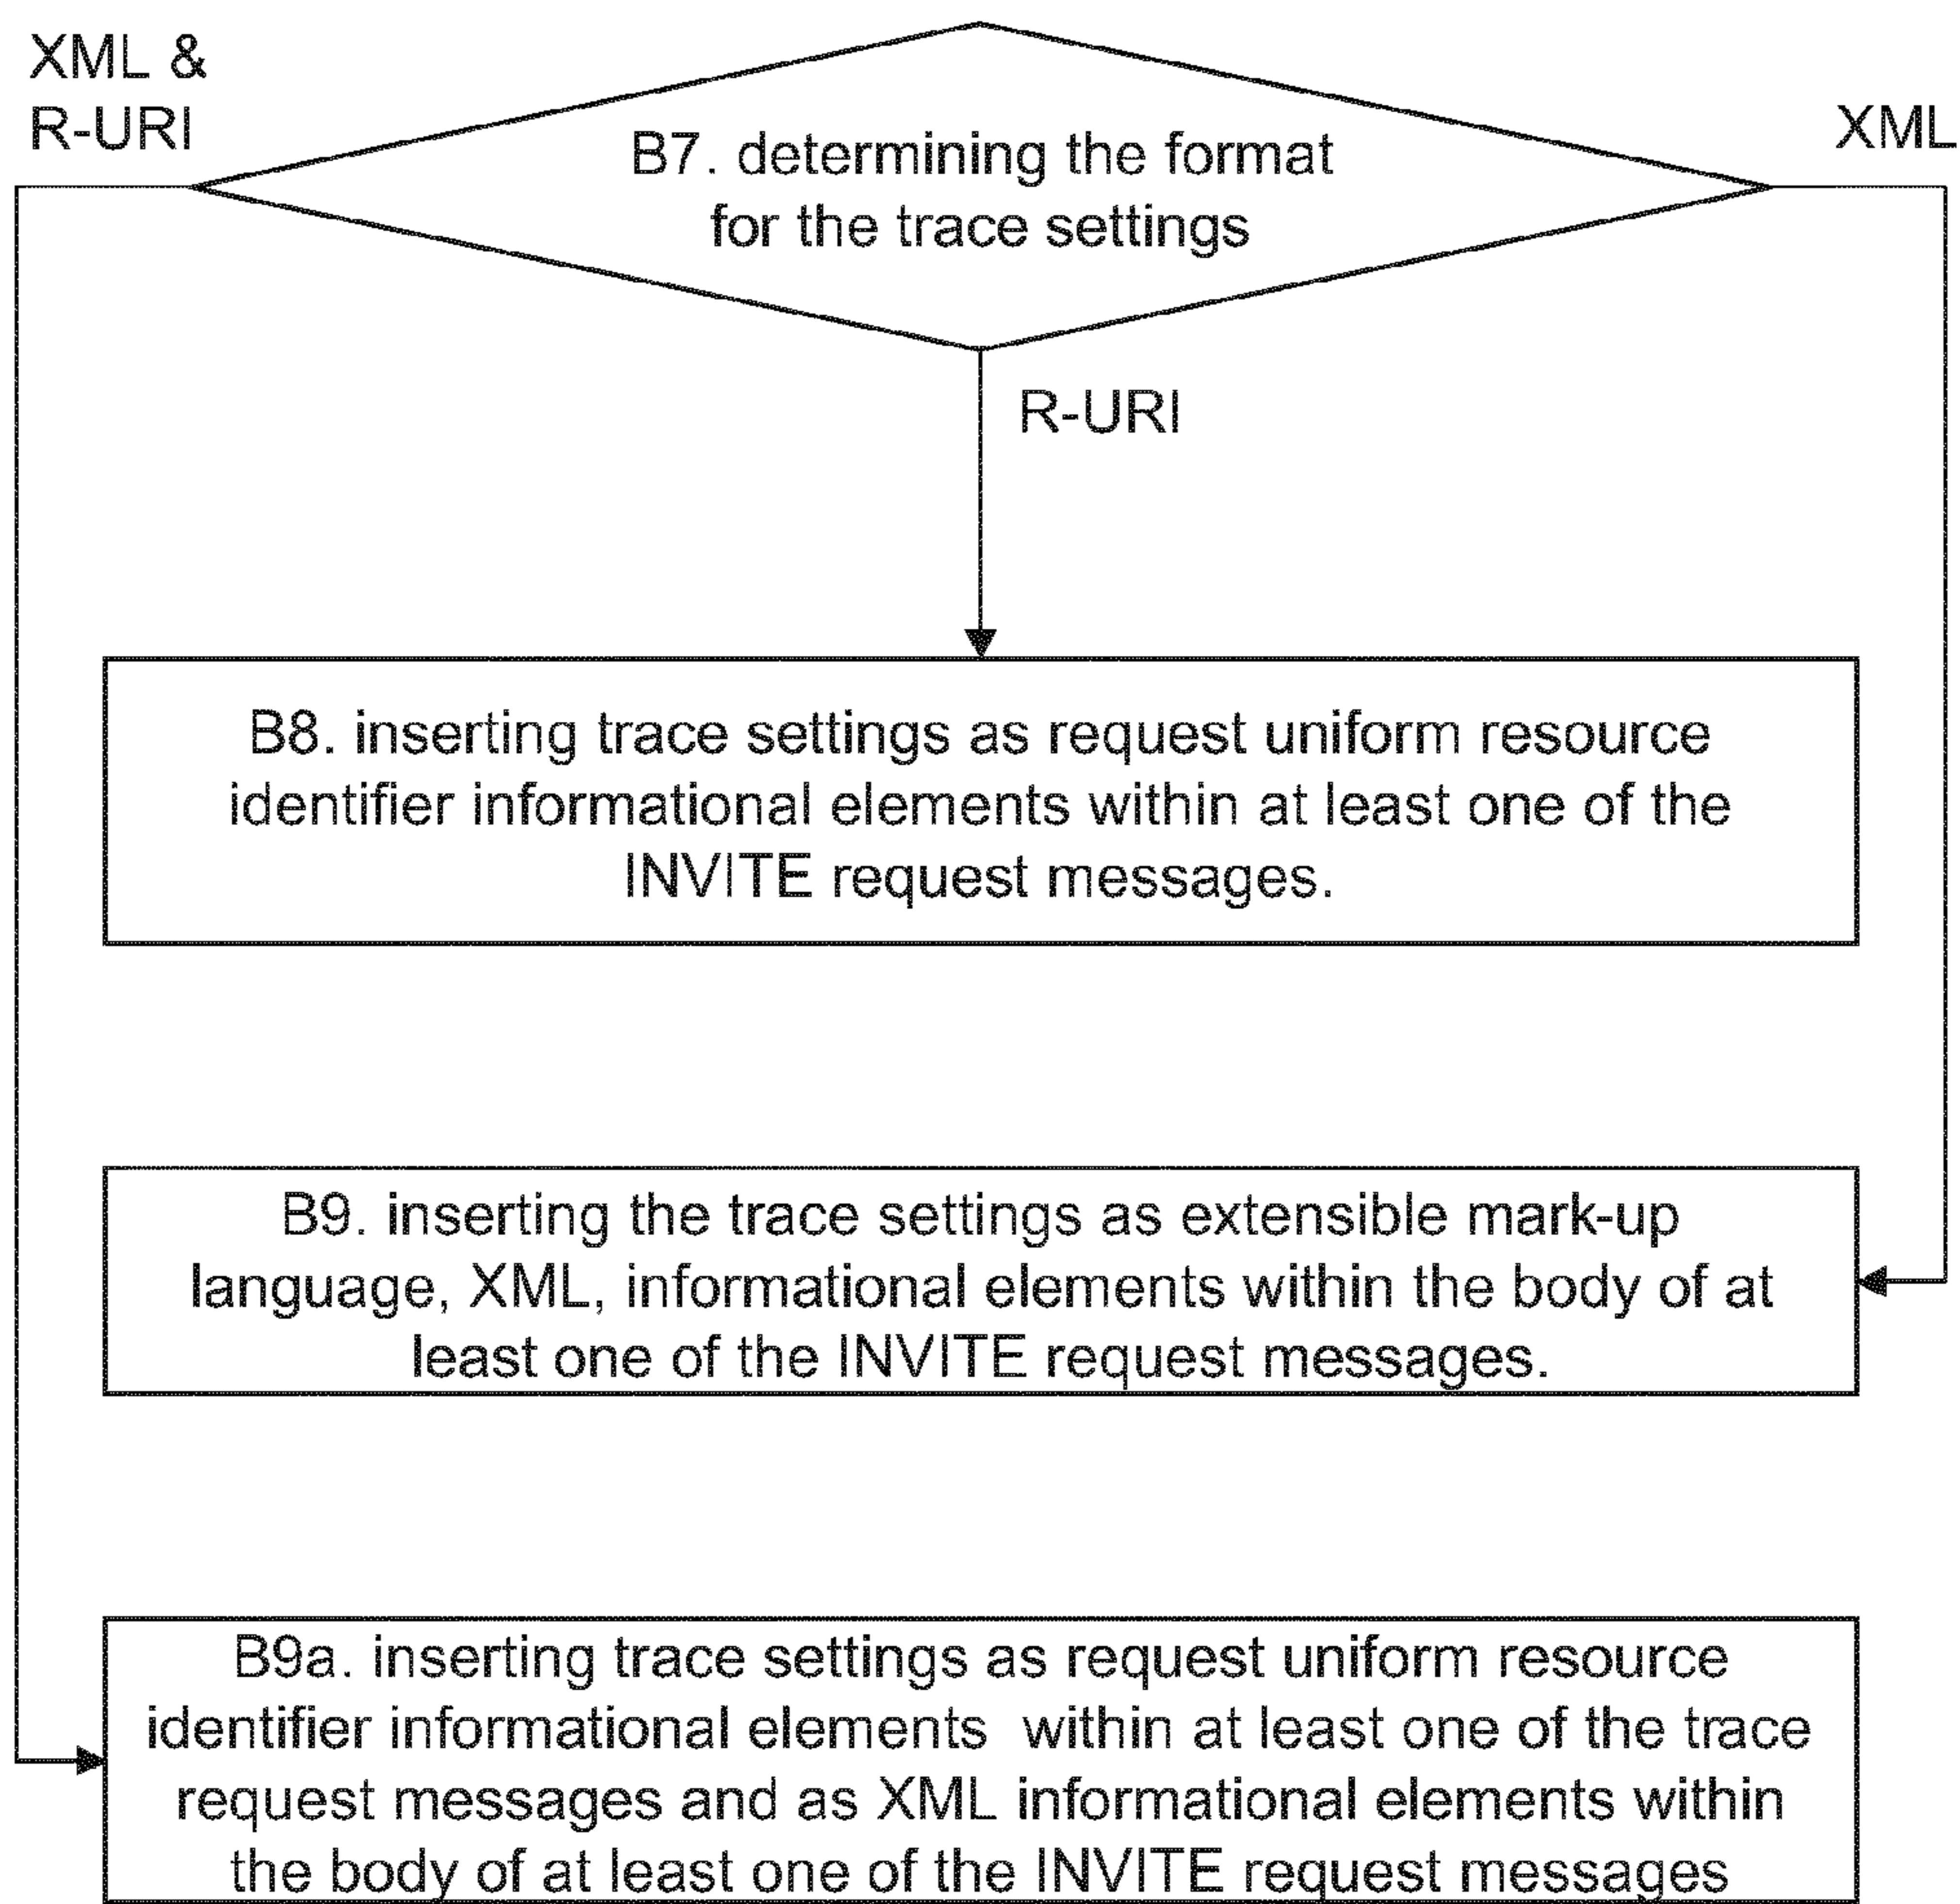 XML &
R-URI
XML
B7. determining the format
for the trace settings
R-URI
B8. inserting trace settings as request uniform resource
identifier informational elements within at least one of the
INVITE request messages.
B9. inserting the trace settings as extensible mark-up
language, XML, informational elements within the body of at
least one of the INVITE request messages.
B9a. inserting trace settings as request uniform resource
identifier informational elements within at least one of the trace
request messages and as XML informational elements within
the body of at least one of the INVITE request messages